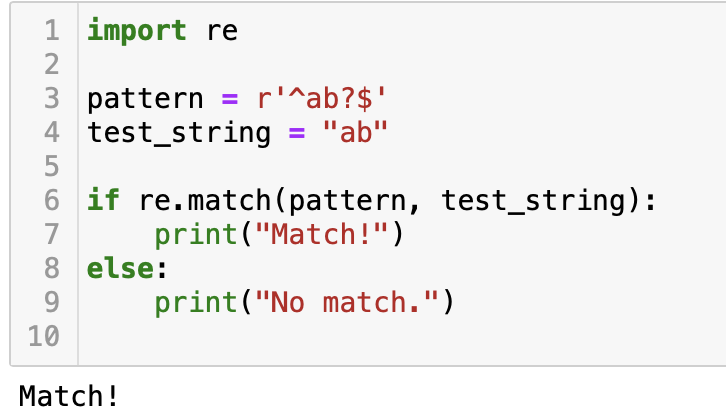 1 import re
2
3 pattern = r'^ab?$'
4 test_string = "ab"
5
6 if re.match(pattern, test_string):
7     print("Match!")
8 else:
9     print("No match.")
10
Match!